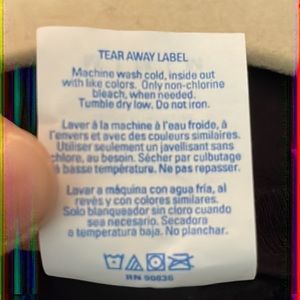 TEAR AWAY LABEL
Machine wash cold, inside out
with like colors. Only non-chlorine
bleach, when needed.
Tumble dry low. Do not iron.
Laver à la machine à l'eau froide, à
l'envers et avec des couleurs similaires.
Utiliser seulement un javellisant sans
chlore, au besoin. Sécher par culbutage
à basse température. Ne pas repasser.
Lavar a máquina con agua fría, al
revés y con colores similares.
Solo blanqueador sin cloro cuando
sea necesario. Secadora
a temperatura baja. No planchar.
RN 90836